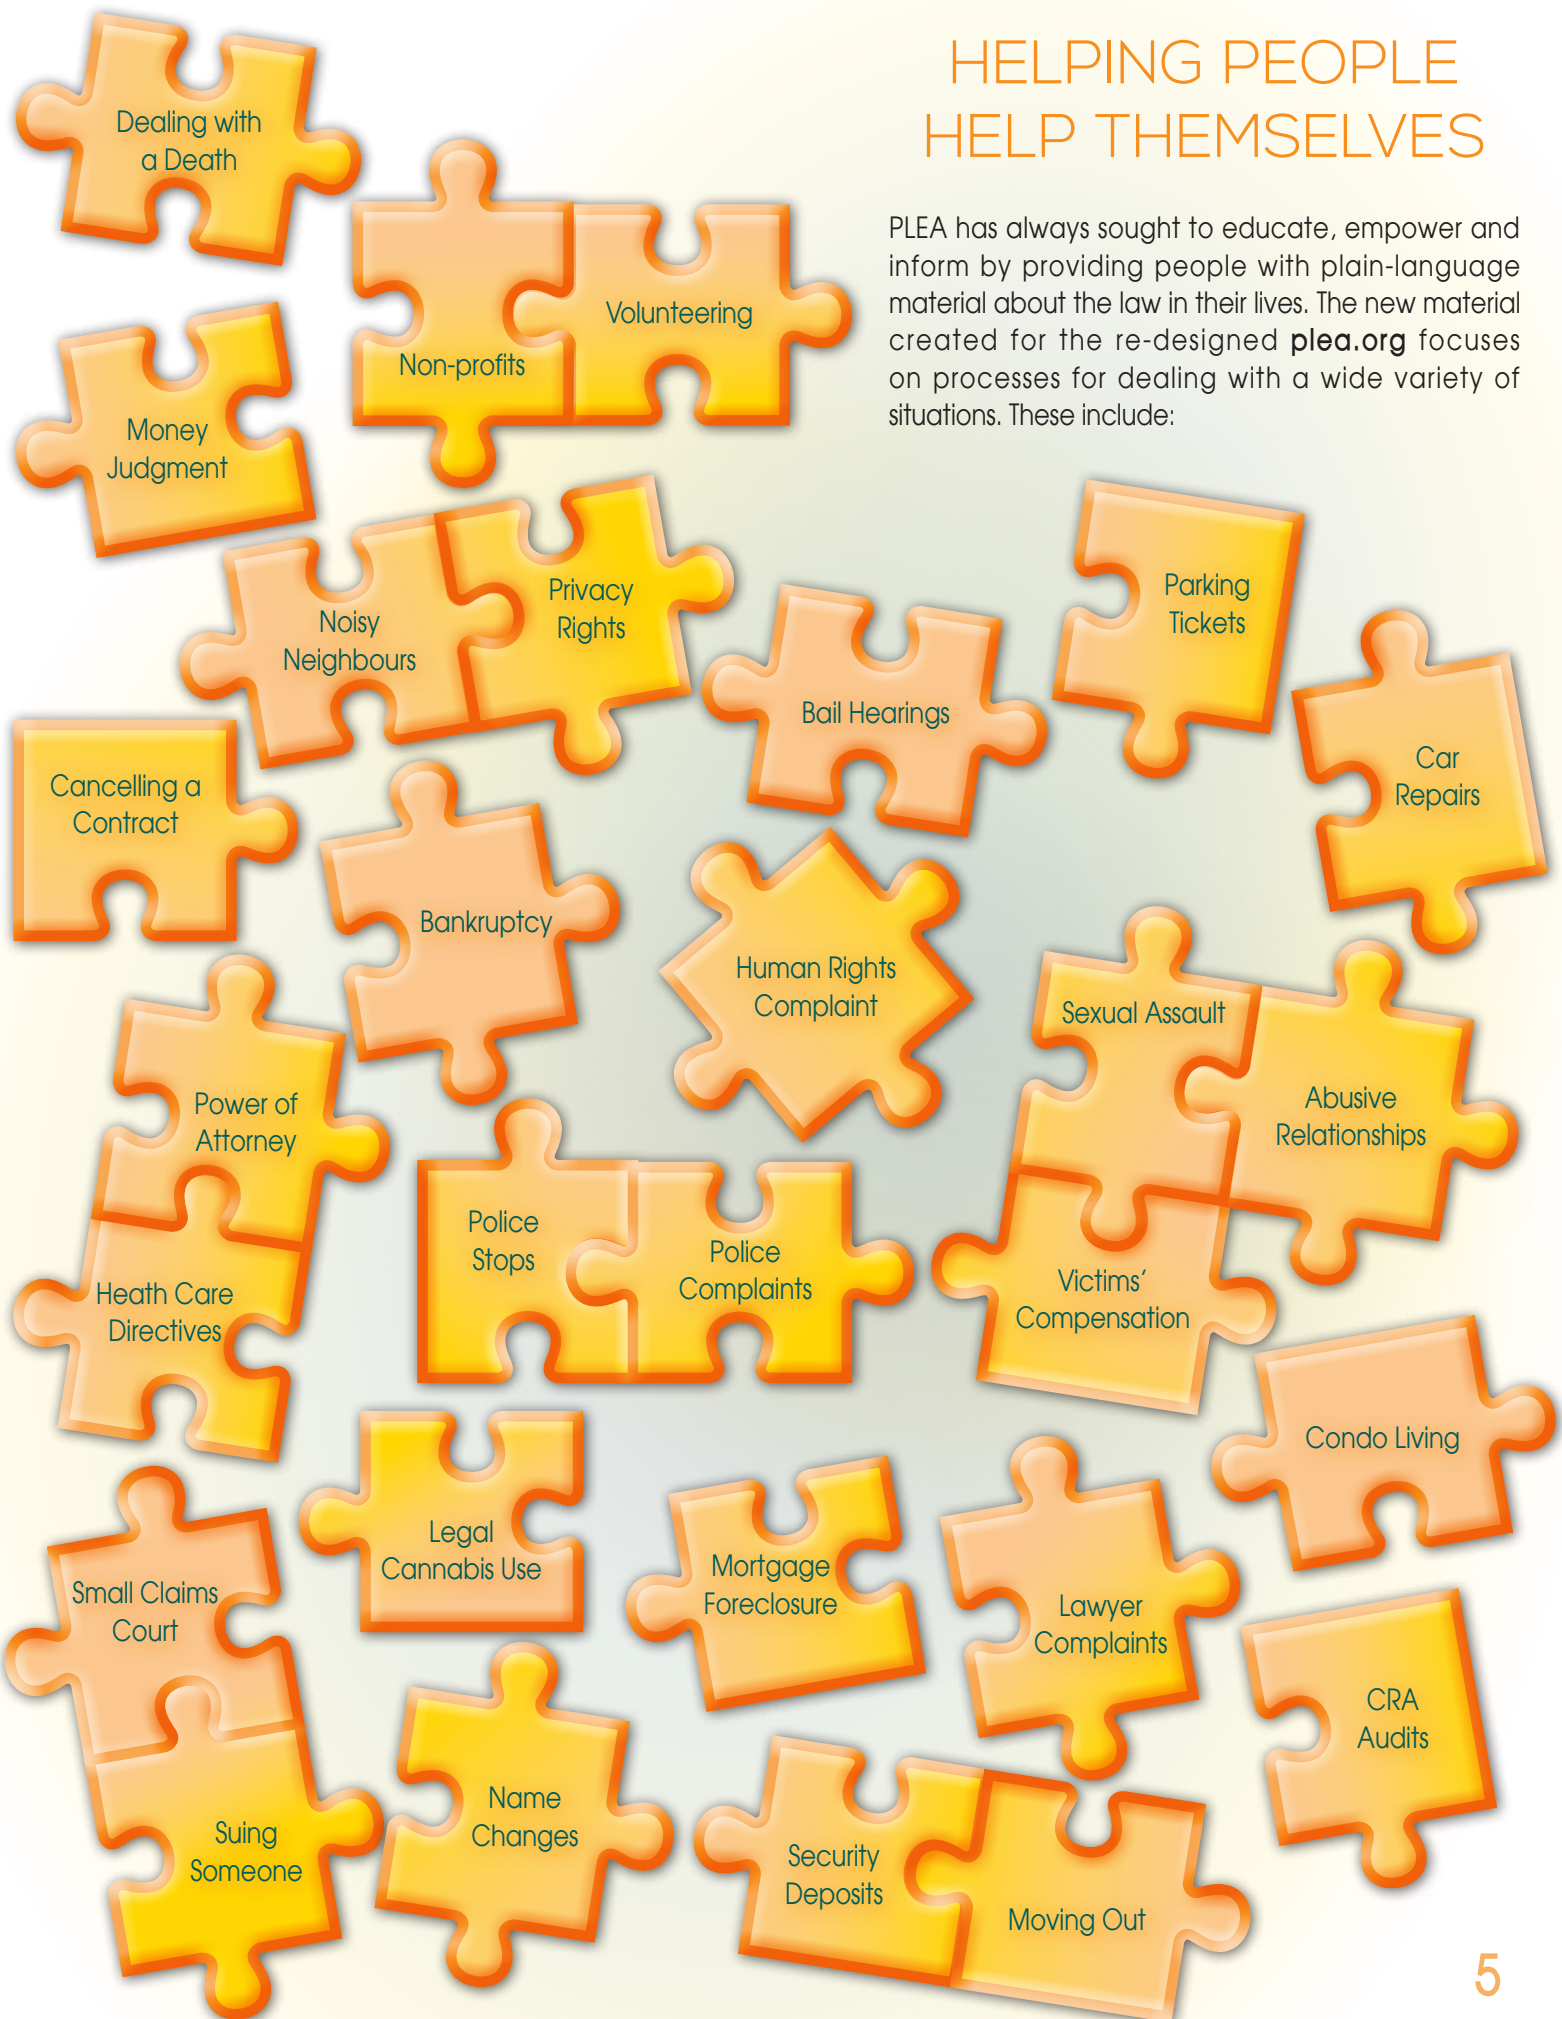 HELPING PEOPLE
HELP THEMSELVES
PLEA has always sought to educate, empower and
inform by providing people with plain-language
material about the law in their lives. The new material
created for the re-designed plea.org focuses
on processes for dealing with a wide variety of
situations. These include:
Dealing with
a Death
Non-profits
Volunteering
Money
Judgment
Noisy
Neighbours
Privacy
Rights
Bail Hearings
Parking
Tickets
Car
Repairs
Cancelling a
Contract
Bankruptcy
Human Rights
Complaint
Sexual Assault
Abusive
Relationships
Victims’
Compensation
Power of
Attorney
Heath Care
Directives
Police
Stops
Police
Complaints
Condo Living
Legal
Cannabis Use
Mortgage
Foreclosure
Lawyer
Complaints
Small Claims
Court
Suing
Someone
Name
Changes
Security
Deposits
Moving Out
CRA
Audits
5